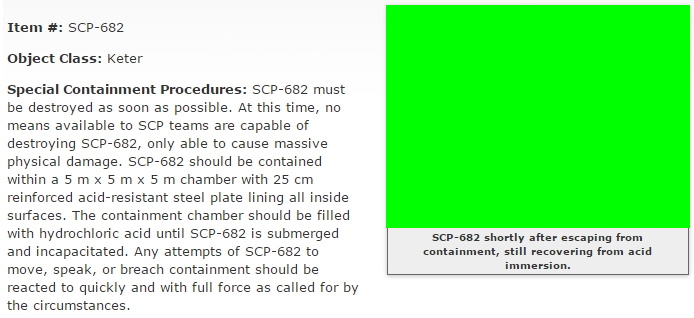 Item #: SCP-682
Object Class: Keter
Special Containment Procedures: SCP-682 must
be destroyed as soon as possible. At this time, no
means available to SCP teams are capable of
destroying SCP-682, only able to cause massive
physical damage. SCP-682 should be contained
within a 5 m x 5 m x 5 m chamber with 25 cm
reinforced acid-resistant steel plate lining all inside
surfaces. The containment chamber should be filled
with hydrochloric acid until SCP-682 is submerged
and incapacitated. Any attempts of SCP-682 to
move, speak, or breach containment should be
reacted to quickly and with full force as called for by
the circumstances.
SCP-682 shortly after escaping from
containment, still recovering from acid
immersion.